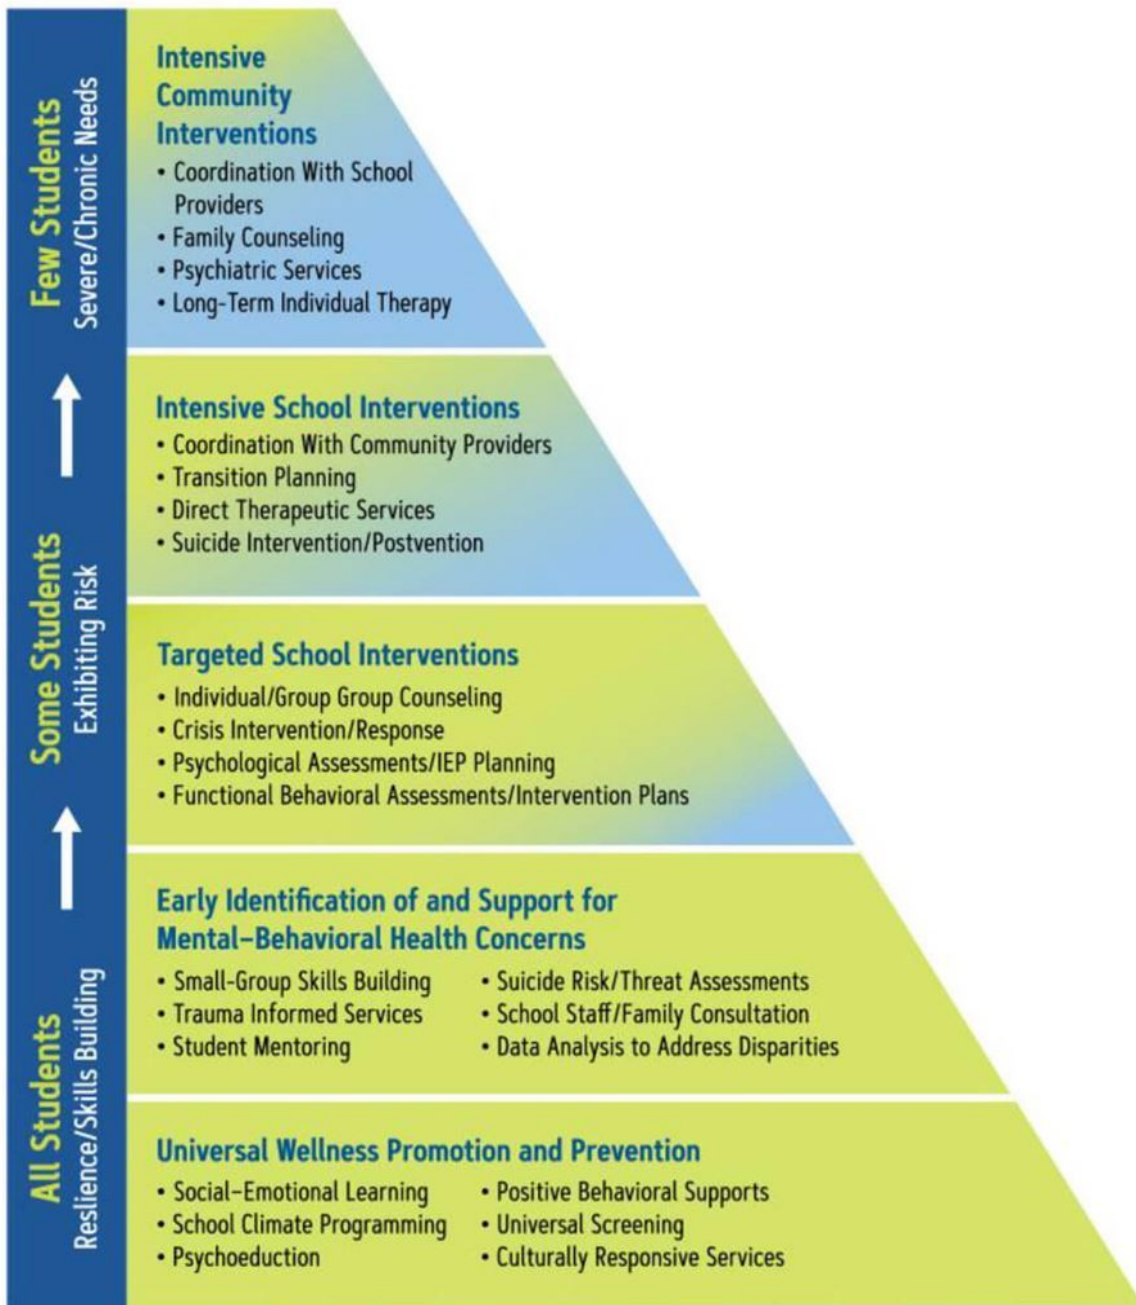 Few Students
Severe/Chronic Needs
Intensive
Community
Interventions
• Coordination With School
Providers
• Family Counseling
• Psychiatric Services
• Long-Term Individual Therapy
Intensive School Interventions
• Coordination With Community Providers
• Transition Planning
• Direct Therapeutic Services
• Suicide Intervention/Postvention
Some Students
Exhibiting Risk
Targeted School Interventions
• Individual/Group Group Counseling
• Crisis Intervention/Response
• Psychological Assessments/IEP Planning
• Functional Behavioral Assessments/Intervention Plans
Early Identification of and Support for
Mental–Behavioral Health Concerns
• Small-Group Skills Building
• Trauma Informed Services
• Student Mentoring
• Suicide Risk/Threat Assessments
• School Staff/Family Consultation
• Data Analysis to Address Disparities
All Students
Reslience/Skills Building
Universal Wellness Promotion and Prevention
• Social–Emotional Learning
• School Climate Programming
• Psychoeduction
• Positive Behavioral Supports
• Universal Screening
• Culturally Responsive Services